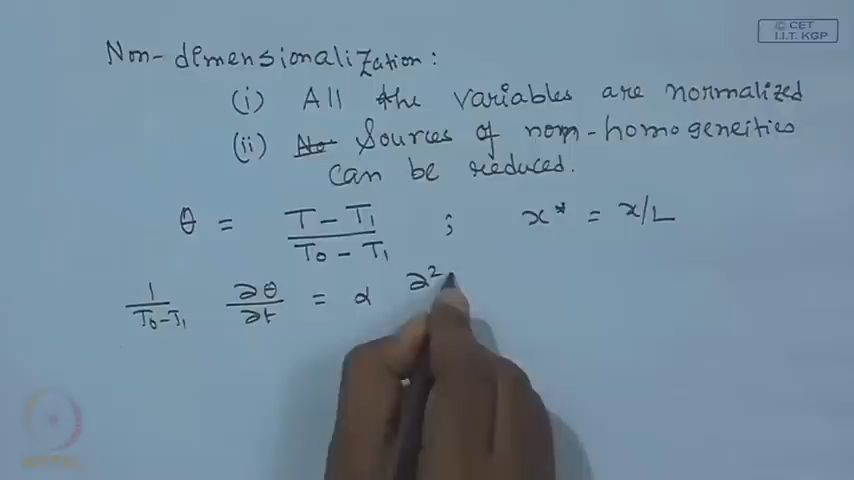 © CET
I.I.T. KGP
Non-dimensionalization:
(i) All the variables are normalized
(ii) No Sources of non-homogeneities
can be reduced.
θ = T - T₁ / T₀ - T₁ ; x* = x/L
1 / T₀ - T₁ ∂θ / ∂t = α ∂²